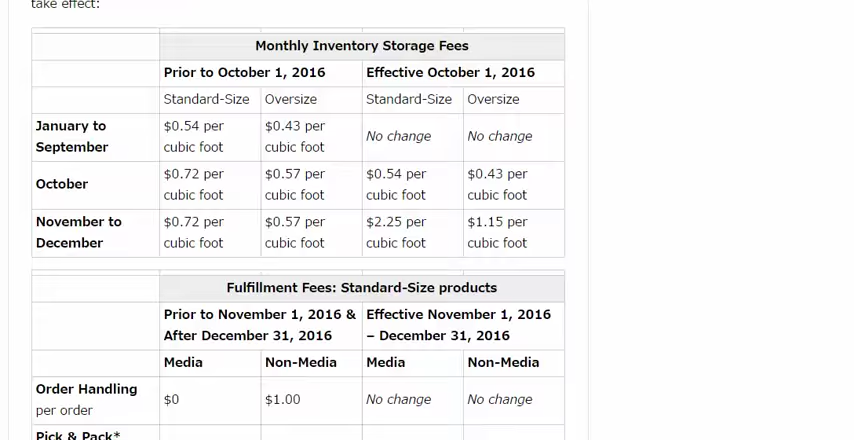 take effect:
Monthly Inventory Storage Fees
Prior to October 1, 2016 Effective October 1, 2016
Standard-Size Oversize Standard-Size Oversize
January to September $0.54 per cubic foot $0.43 per cubic foot No change No change
October $0.72 per cubic foot $0.57 per cubic foot $0.54 per cubic foot $0.43 per cubic foot
November to December $0.72 per cubic foot $0.57 per cubic foot $2.25 per cubic foot $1.15 per cubic foot
Fulfillment Fees: Standard-Size products
Prior to November 1, 2016 & After December 31, 2016 Effective November 1, 2016 – December 31, 2016
Media Non-Media Media Non-Media
Order Handling per order $0 $1.00 No change No change
Pick & Pack*